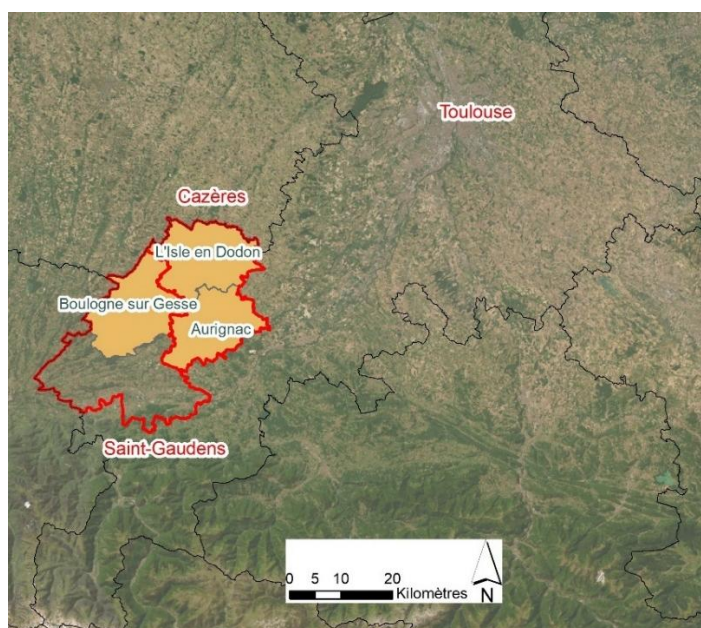 Toulouse
Cazères
L'Isle en Dodon
Boulogne sur Gesse
Aurignac
Saint-Gaudens
0 5 10 20
Kilomètres
N